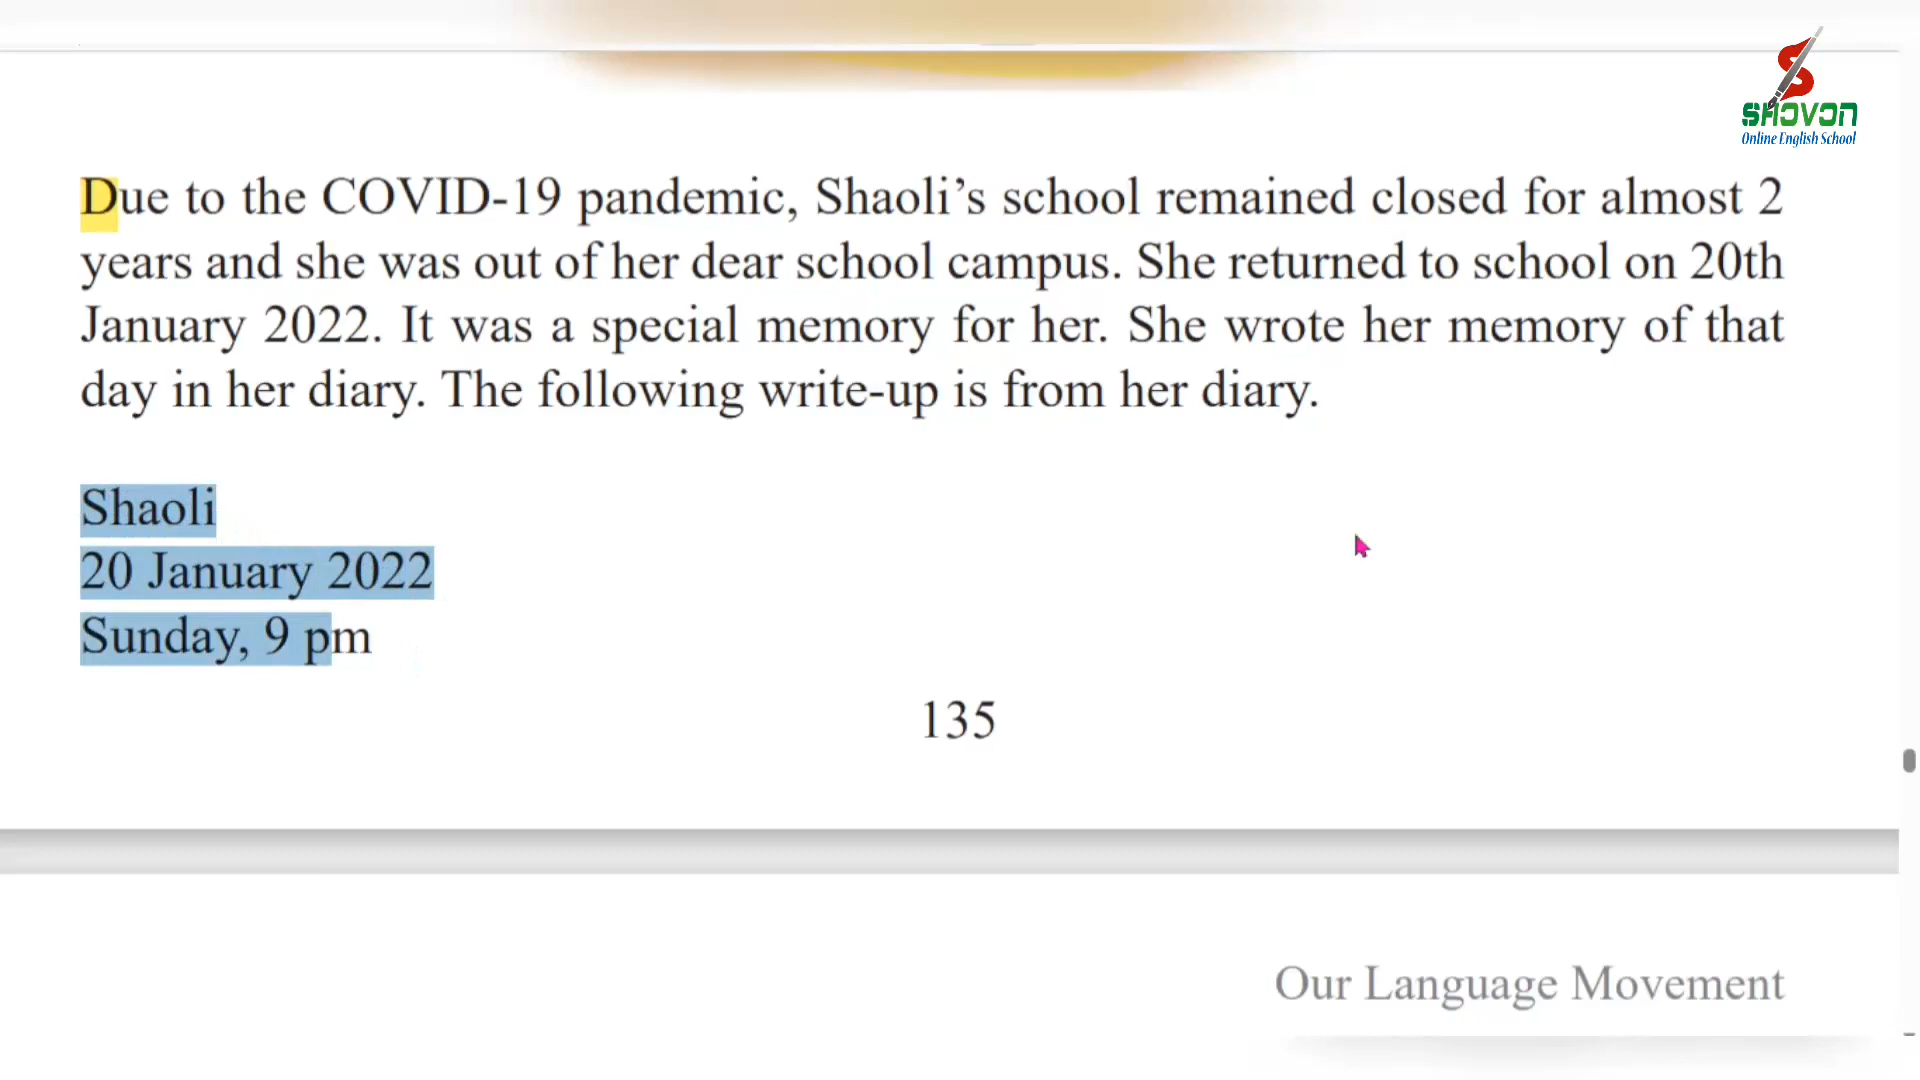 SHOVON
Online English School
Due to the COVID-19 pandemic, Shaoli’s school remained closed for almost 2
years and she was out of her dear school campus. She returned to school on 20th
January 2022. It was a special memory for her. She wrote her memory of that
day in her diary. The following write-up is from her diary.
Shaoli
20 January 2022
Sunday, 9 pm
135
Our Language Movement